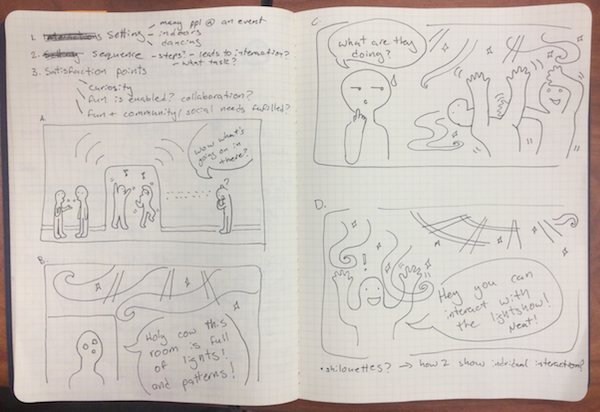 1. Setting - many ppl @ an event
- indoors
- dancing
2. Sequence - steps? - leads to interaction?
- what task?
3. Satisfaction points
curiosity
fun is enabled? collaboration?
fun + community/social needs fulfilled?
A.
Wow what's
going on in
there?
?
B.
Holy cow this
room is full
of lights!
and patterns!
C.
What are they
doing?
D.
!
Hey you can
interact with
the lightshow!
Neat!
• shilouettes? → how 2 show individual interaction?